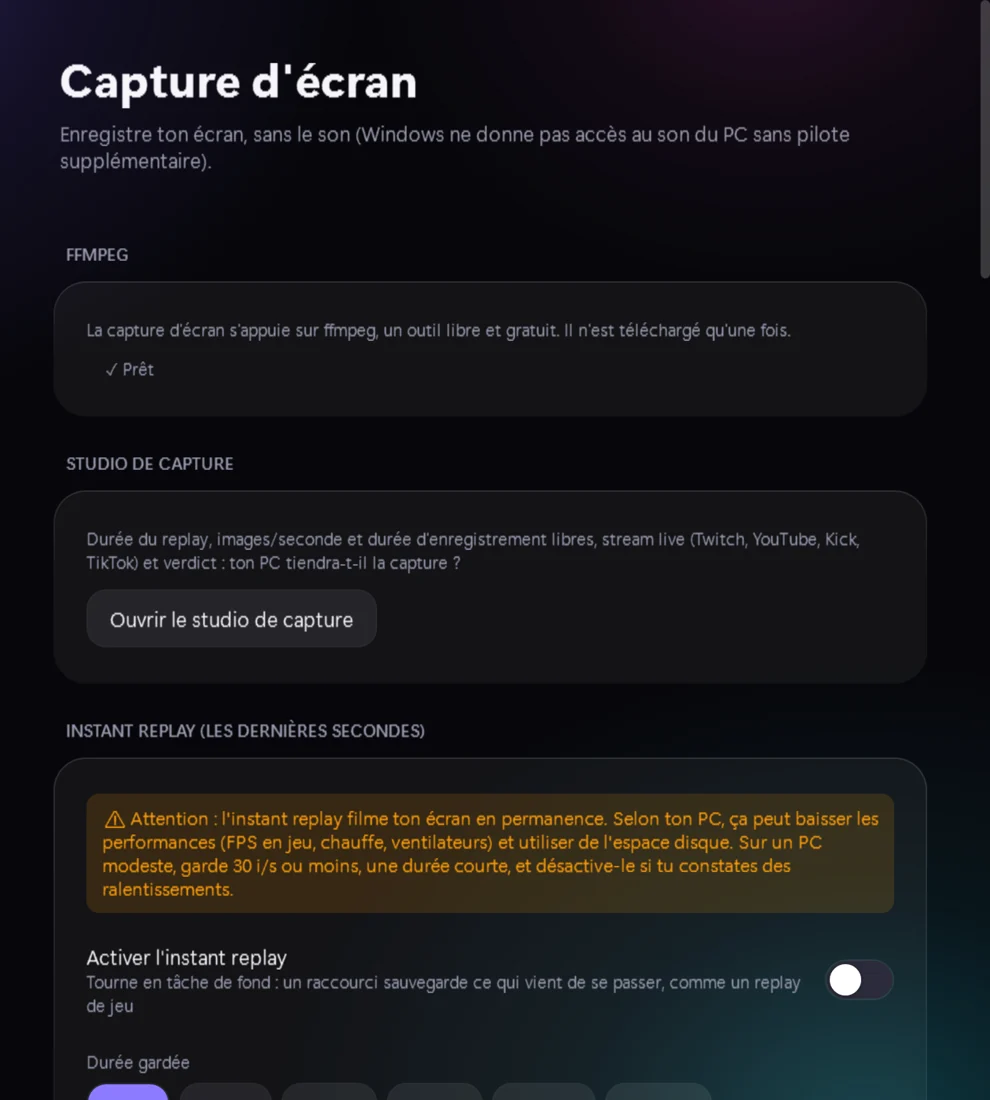 Capture d'écran
Enregistre ton écran, sans le son (Windows ne donne pas accès au son du PC sans pilote
supplémentaire).
FFMPEG
La capture d'écran s'appuie sur ffmpeg, un outil libre et gratuit. Il n'est téléchargé qu'une fois.
✓ Prêt
STUDIO DE CAPTURE
Durée du replay, images/seconde et durée d'enregistrement libres, stream live (Twitch, YouTube, Kick,
TikTok) et verdict : ton PC tiendra-t-il la capture ?
Ouvrir le studio de capture
INSTANT REPLAY (LES DERNIÈRES SECONDES)
⚠ Attention : l'instant replay filme ton écran en permanence. Selon ton PC, ça peut baisser les
performances (FPS en jeu, chauffe, ventilateurs) et utiliser de l'espace disque. Sur un PC
modeste, garde 30 i/s ou moins, une durée courte, et désactive-le si tu constates des
ralentissements.
Activer l'instant replay
Tourne en tâche de fond : un raccourci sauvegarde ce qui vient de se passer, comme un replay
de jeu
Durée gardée